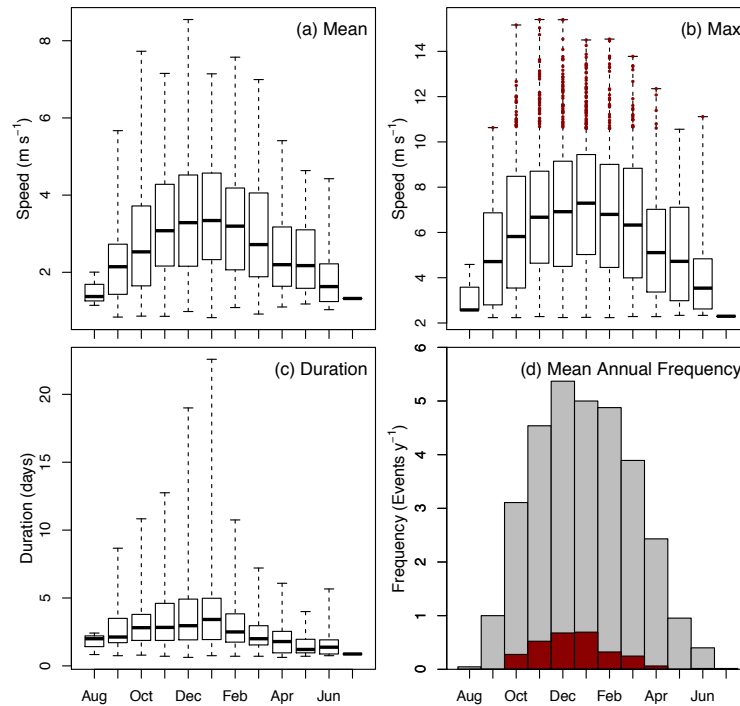 (a) Mean
Speed (m s⁻¹)
8
6
4
2
(b) Max
Speed (m s⁻¹)
14
12
10
8
6
4
2
(c) Duration
Duration (days)
20
15
10
5
0
Aug Oct Dec Feb Apr Jun
(d) Mean Annual Frequency
Frequency (Events y⁻¹)
6
5
4
3
2
1
0
Aug Oct Dec Feb Apr Jun